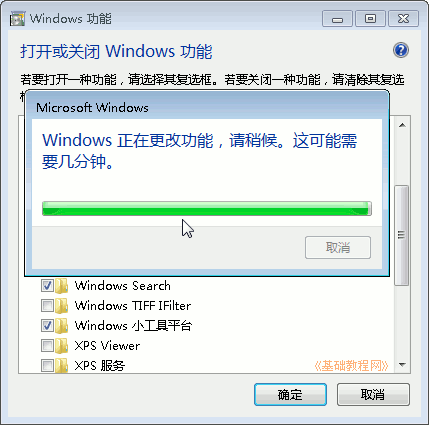 Windows 功能
打开或关闭 Windows 功能
若要打开一种功能，请选择其复选框。若要关闭一种功能，请清除其复选
Microsoft Windows
Windows 正在更改功能，请稍候。这可能需
要几分钟。
取消
Windows Search
Windows TIFF IFilter
Windows 小工具平台
XPS Viewer
XPS 服务
《基础教程网》
确定
取消